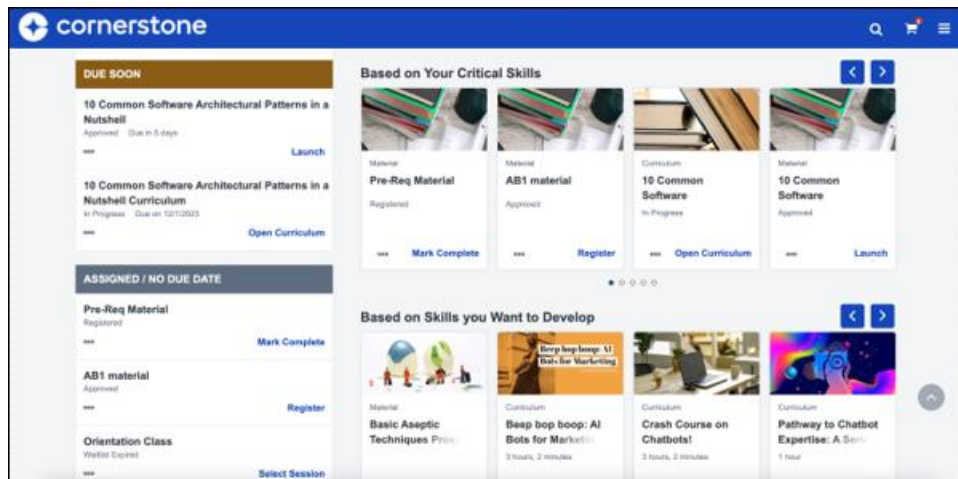 cornerstone
DUE SOON
10 Common Software Architectural Patterns in a
Nutshell
Approved Due in 5 days
Launch
10 Common Software Architectural Patterns in a
Nutshell Curriculum
In Progress Due on 12/1/2023
Open Curriculum
ASSIGNED / NO DUE DATE
Pre-Req Material
Registered
Mark Complete
AB1 material
Approved
Register
Orientation Class
Waitlist Expired
Select Session
Based on Your Critical Skills
Material
Pre-Req Material
Registered
Mark Complete
Material
AB1 material
Approved
Register
Curriculum
10 Common
Software
In Progress
Open Curriculum
Material
10 Common
Software
Approved
Launch
Based on Skills you Want to Develop
Material
Basic Aseptic
Techniques
Beep bop boop: AI
Bots for Marketing
Curriculum
Beep bop boop: AI
Bots for
3 hours, 2 minutes
Curriculum
Crash Course on
Chatbots!
3 hours, 2 minutes
Curriculum
Pathway to Chatbot
Expertise: A
1 hour